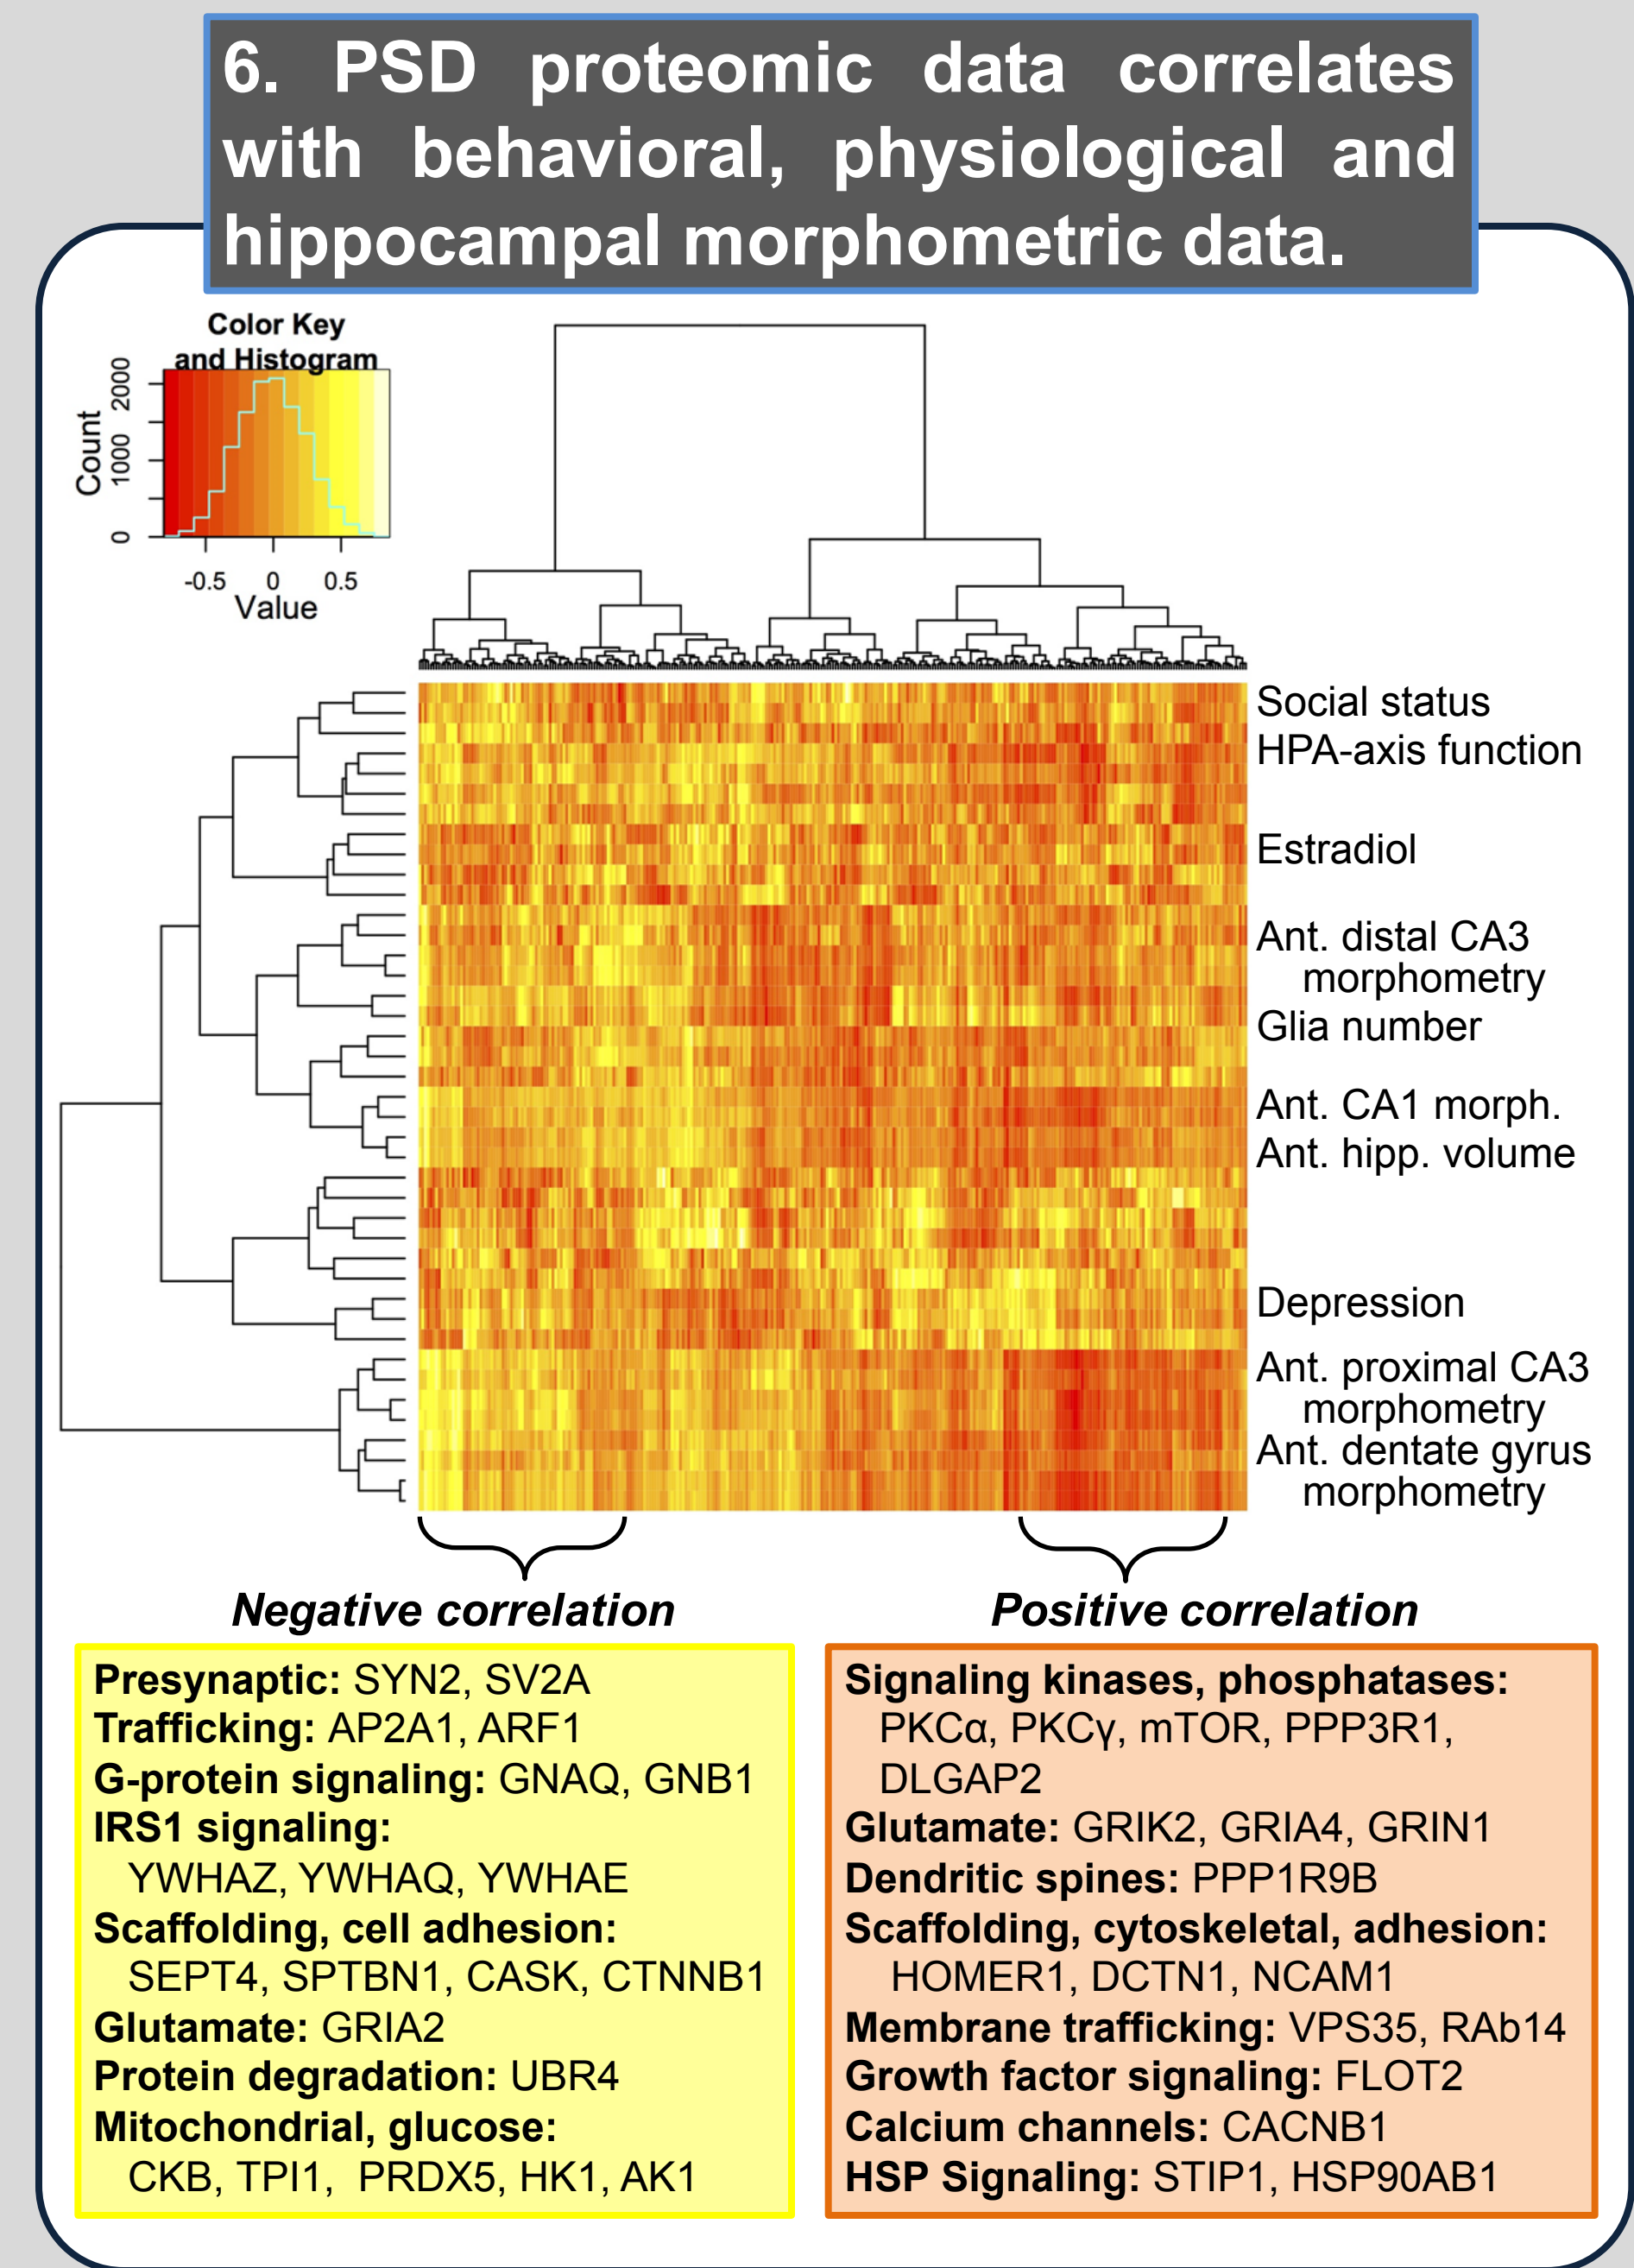 6. PSD proteomic data correlates
with behavioral, physiological and
hippocampal morphometric data.
Color Key
and Histogram
Count
0 1000 2000
-0.5 0 0.5
Value
Social status
HPA-axis function
Estradiol
Ant. distal CA3
morphometry
Glia number
Ant. CA1 morph.
Ant. hipp. volume
Depression
Ant. proximal CA3
morphometry
Ant. dentate gyrus
morphometry
Negative correlation
Presynaptic: SYN2, SV2A
Trafficking: AP2A1, ARF1
G-protein signaling: GNAQ, GNB1
IRS1 signaling:
YWHAZ, YWHAQ, YWHAE
Scaffolding, cell adhesion:
SEPT4, SPTBN1, CASK, CTNNB1
Glutamate: GRIA2
Protein degradation: UBR4
Mitochondrial, glucose:
CKB, TPI1, PRDX5, HK1, AK1
Positive correlation
Signaling kinases, phosphatases:
PKCα, PKCγ, mTOR, PPP3R1,
DLGAP2
Glutamate: GRIK2, GRIA4, GRIN1
Dendritic spines: PPP1R9B
Scaffolding, cytoskeletal, adhesion:
HOMER1, DCTN1, NCAM1
Membrane trafficking: VPS35, RAb14
Growth factor signaling: FLOT2
Calcium channels: CACNB1
HSP Signaling: STIP1, HSP90AB1